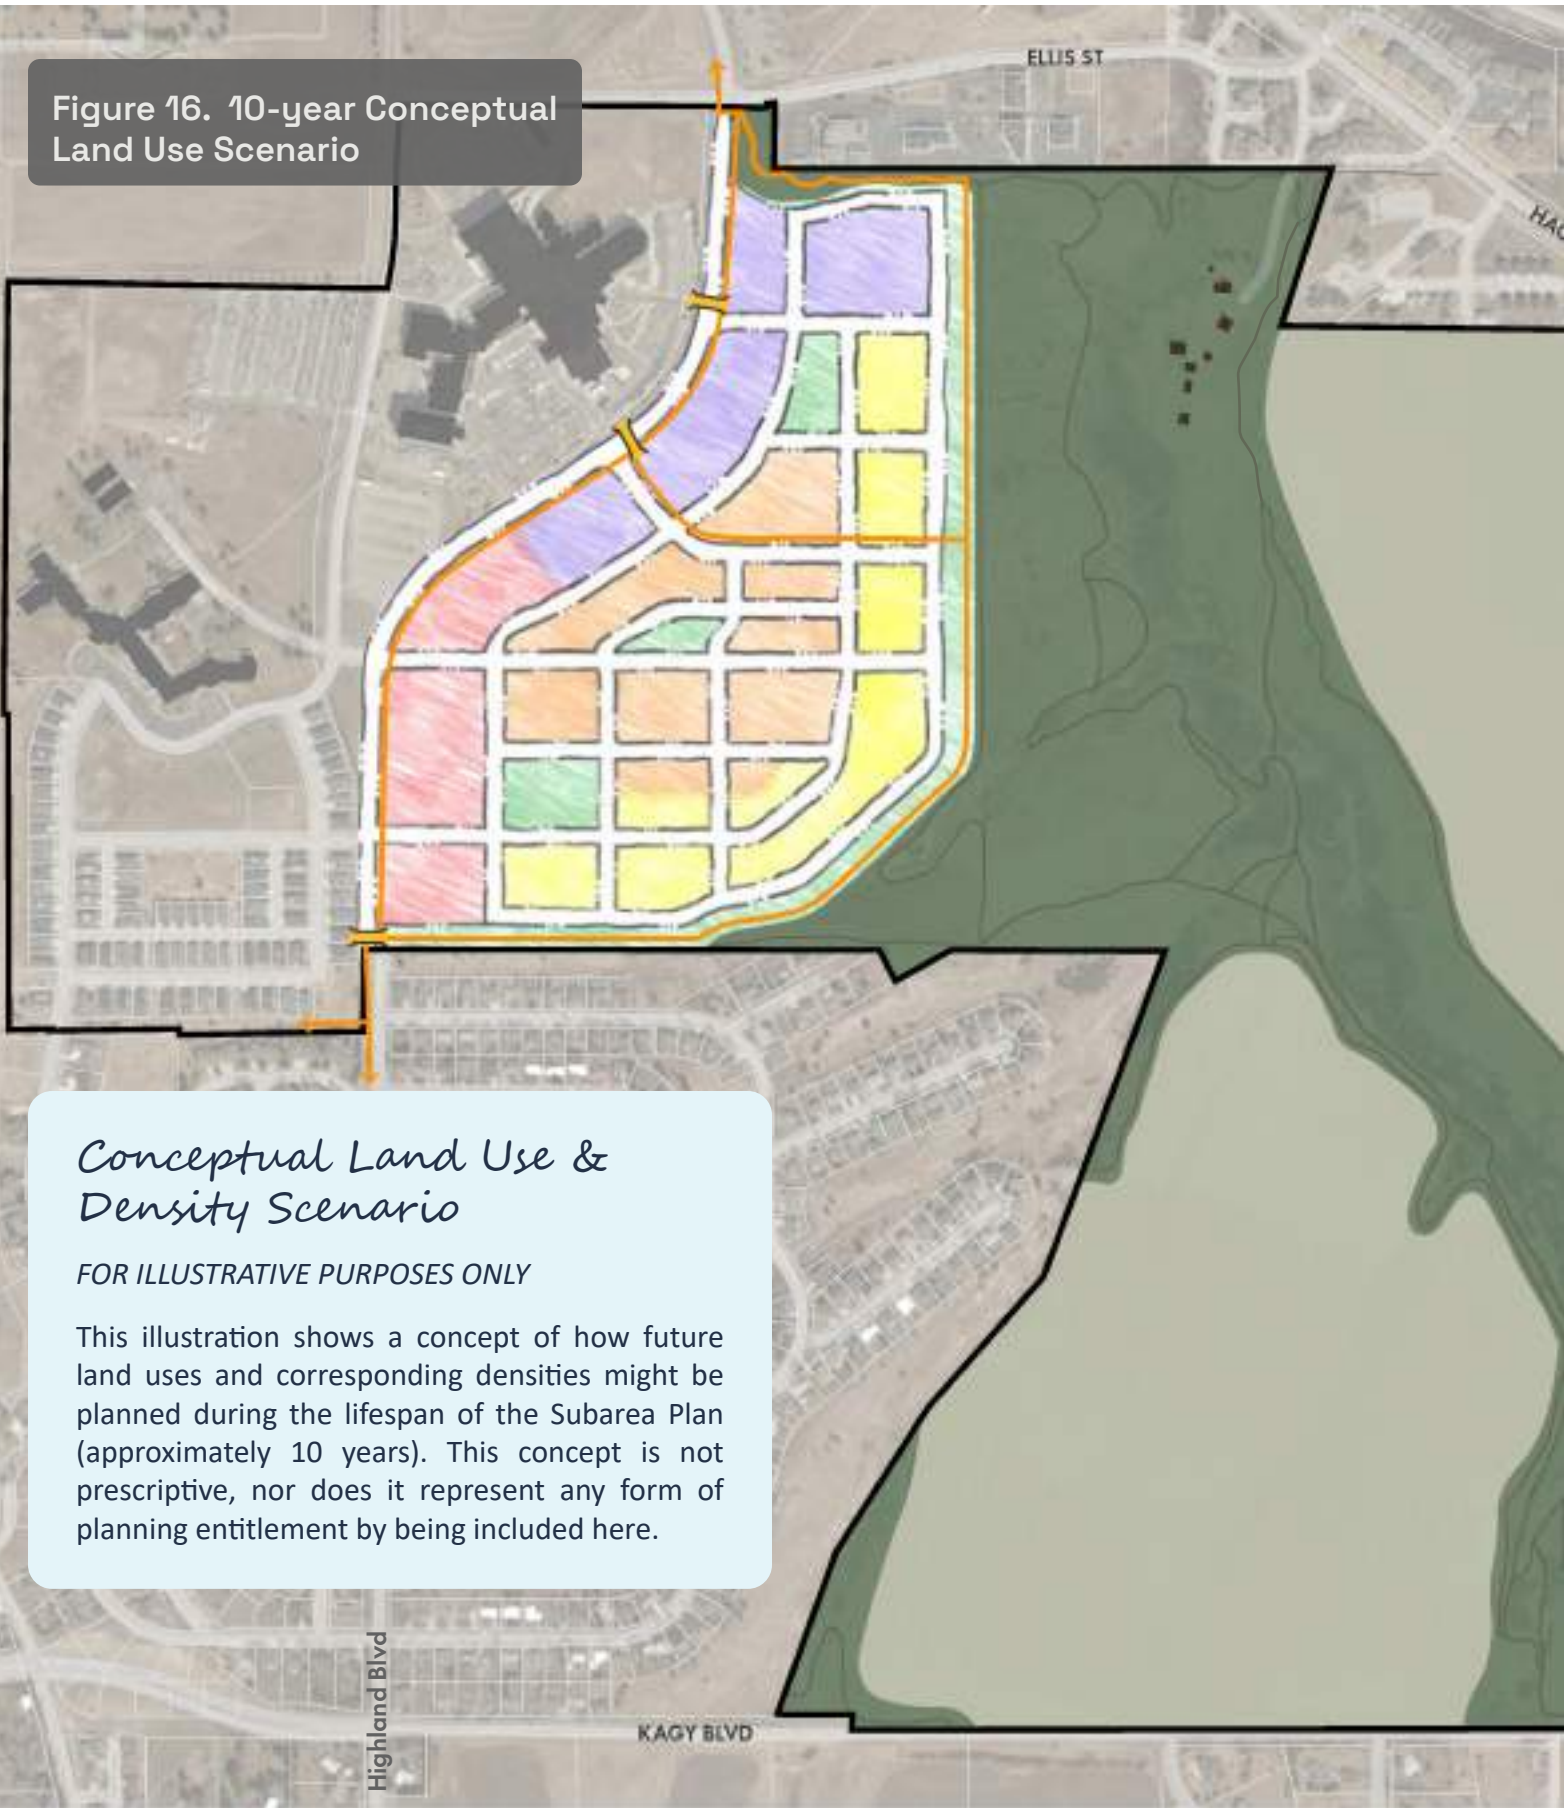 Figure 16. 10-year Conceptual
Land Use Scenario
ELLIS ST
Conceptual Land Use &
Density Scenario
FOR ILLUSTRATIVE PURPOSES ONLY
This illustration shows a concept of how future
land uses and corresponding densities might be
planned during the lifespan of the Subarea Plan
(approximately 10 years). This concept is not
prescriptive, nor does it represent any form of
planning entitlement by being included here.
Highland Blvd
KAGY BLVD